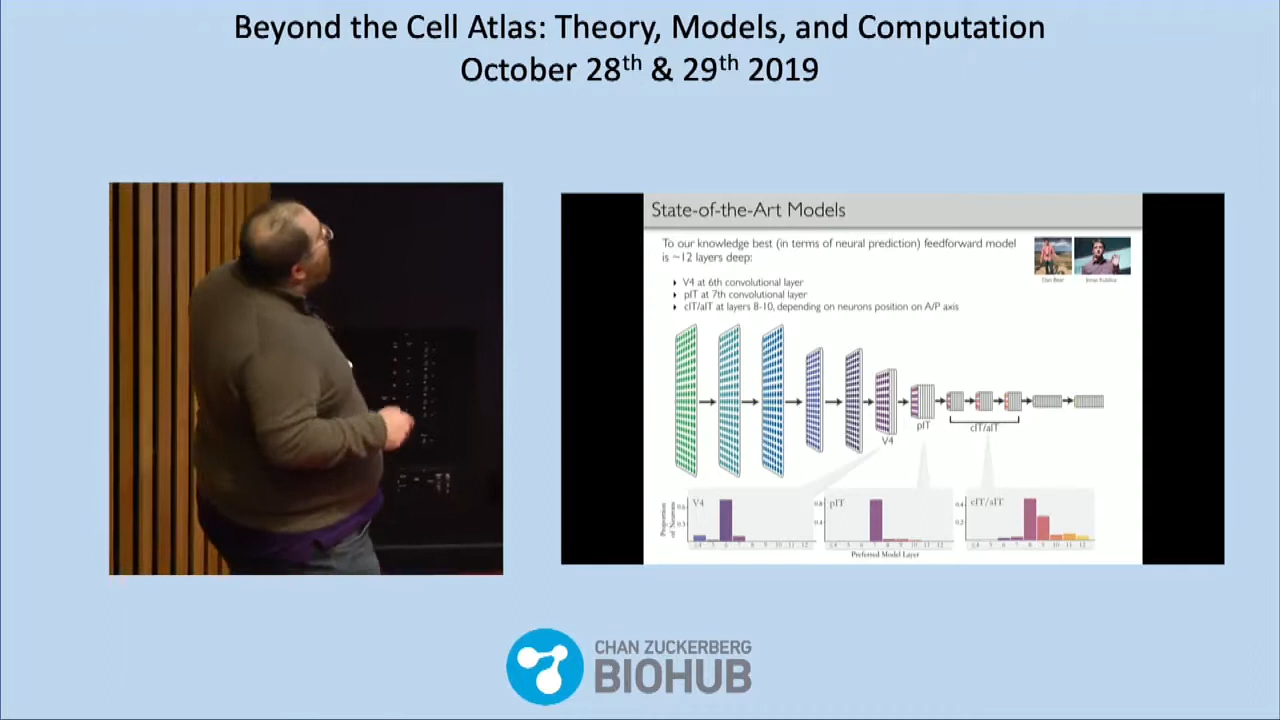 Beyond the Cell Atlas: Theory, Models, and Computation
October 28th & 29th 2019
State-of-the-Art Models
To our knowledge best (in terms of neural prediction) feedforward model
is ~12 layers deep:
V4 at 6th convolutional layer
pIT at 7th convolutional layer
cIT/aIT at layers 8-10, depending on neurons position on A/P axis
V4
pIT
cIT/aIT
V4
pIT
cIT/aIT
Proportion
of Neurons
Preferred Model Layer
CHAN ZUCKERBERG
BIOHUB